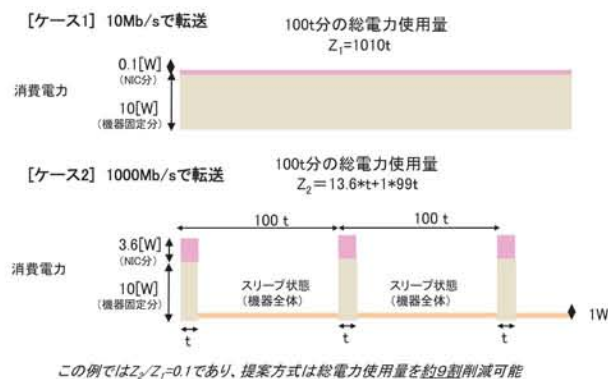 [ケース1] 10Mb/sで転送
100t分の総電力使用量
Z1=1010t
0.1[W]
(NIC分)
消費電力
10[W]
(機器固定分)
[ケース2] 1000Mb/sで転送
100t分の総電力使用量
Z2=13.6*t+1*99t
100 t
100 t
3.6[W]
(NIC分)
消費電力
10[W]
(機器固定分)
スリープ状態
(機器全体)
スリープ状態
(機器全体)
1W
t
t
t
この例ではZ2/Z1=0.1であり、提案方式は総電力使用量を約9割削減可能